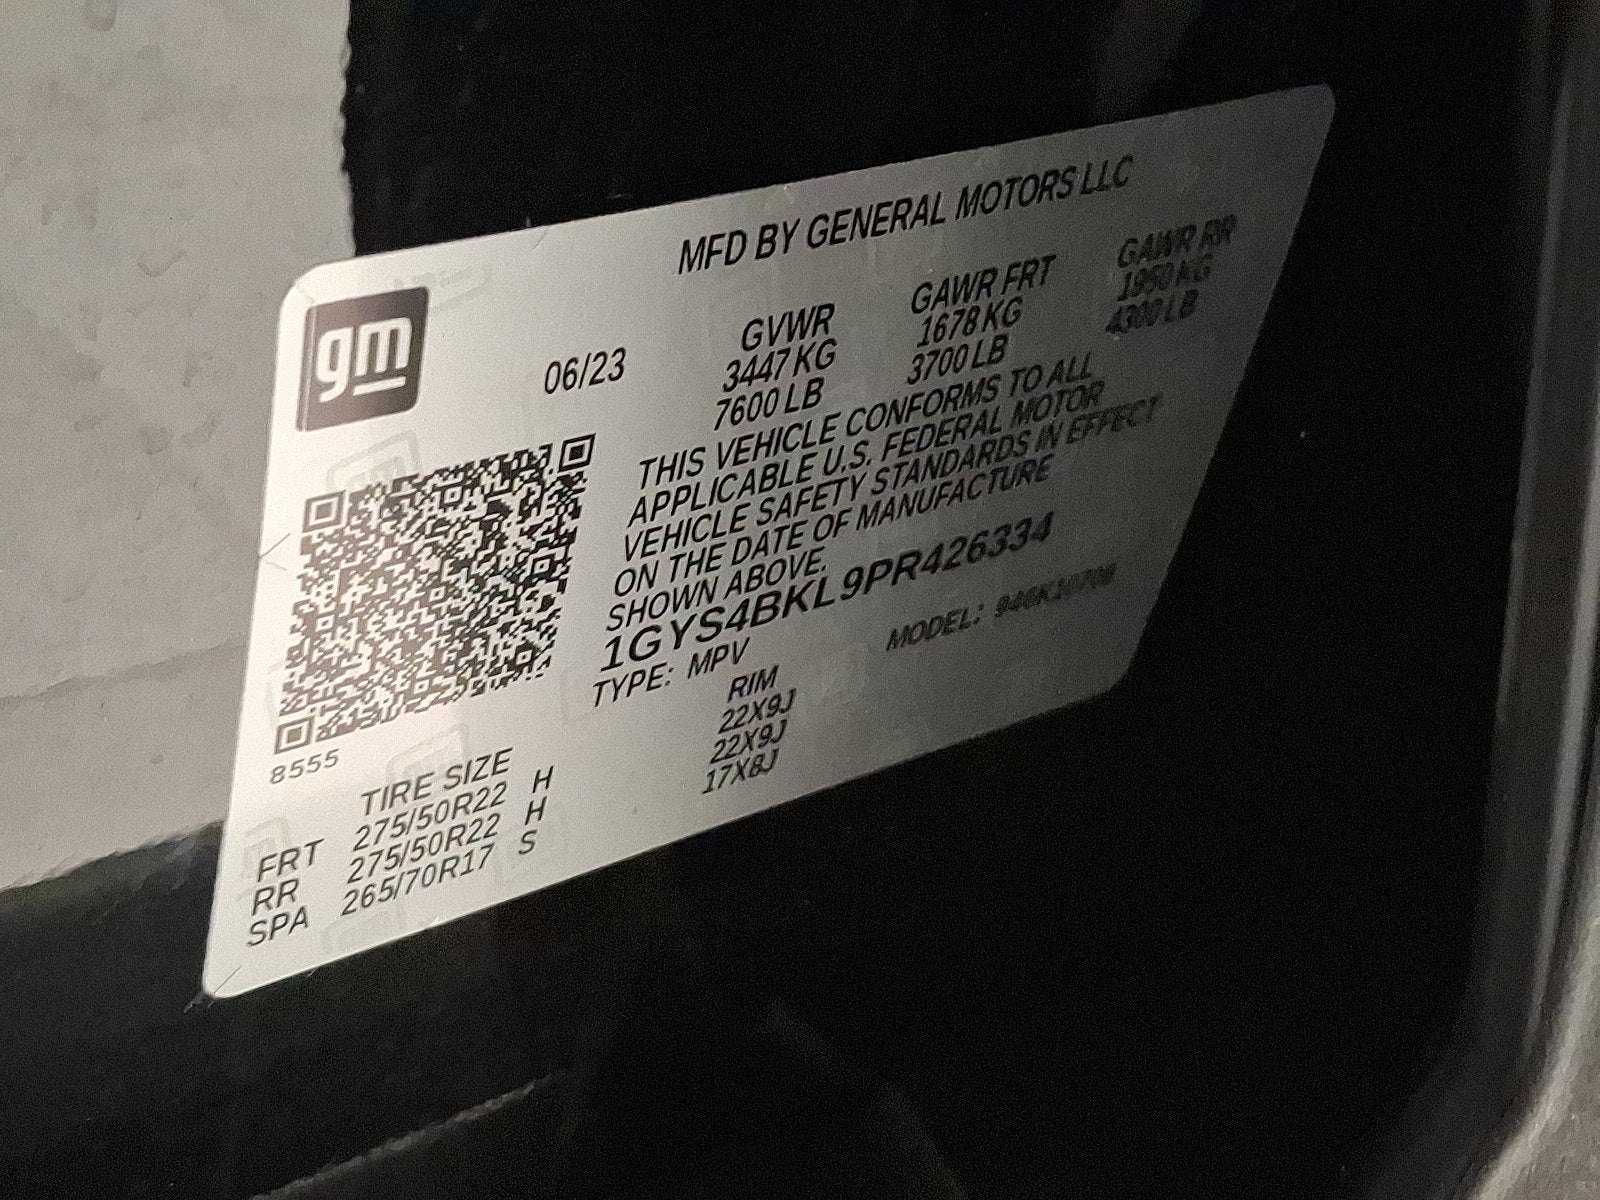 MFD BY GENERAL MOTORS LLC
gm
06/23
GVWR
3447 KG
7600 LB
GAWR FRT
1678 KG
3700 LB
GAWR RR
1950 KG
4300 LB
THIS VEHICLE CONFORMS TO ALL
APPLICABLE U.S. FEDERAL MOTOR
VEHICLE SAFETY STANDARDS IN EFFECT
ON THE DATE OF MANUFACTURE
SHOWN ABOVE.
1GYS4BKL9PR426334
TYPE: MPV
MODEL:
8555
TIRE SIZE
RIM
FRT 275/50R22 H 22X9J
RR 275/50R22 H 22X9J
SPA 265/70R17 S 17X8J